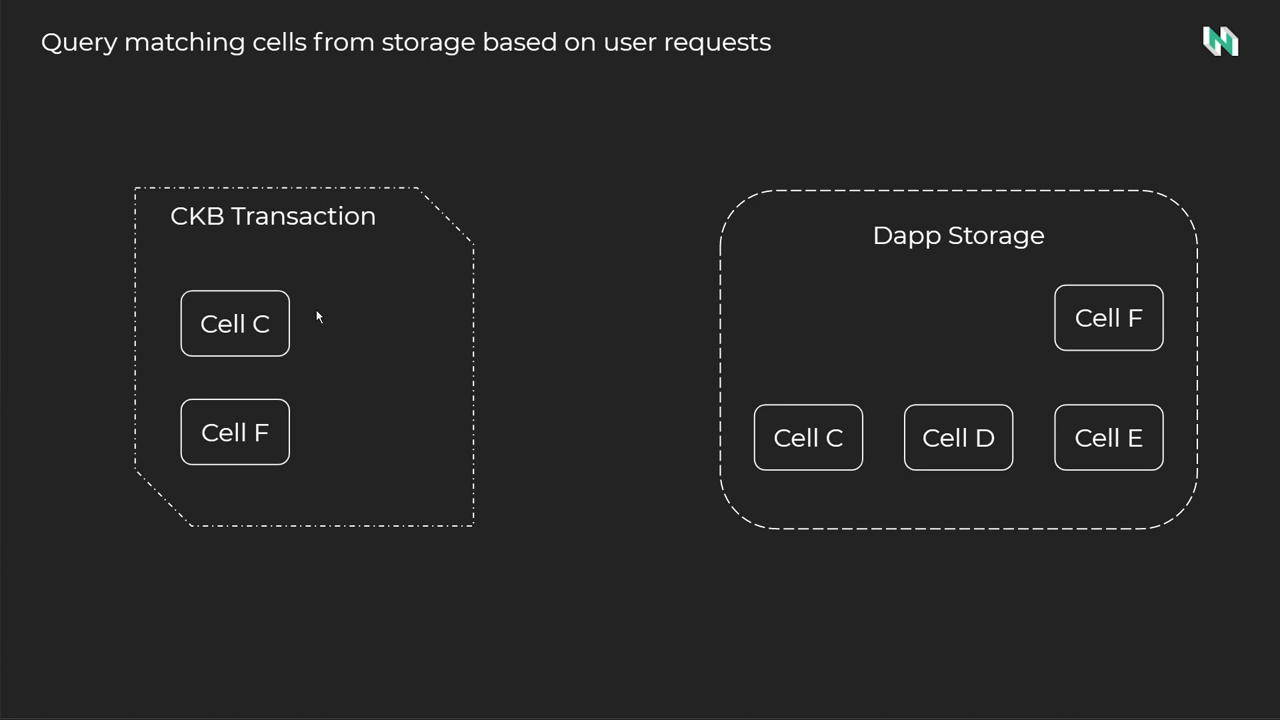 Query matching cells from storage based on user requests
CKB Transaction
Cell C
Cell F
Dapp Storage
Cell F
Cell C
Cell D
Cell E